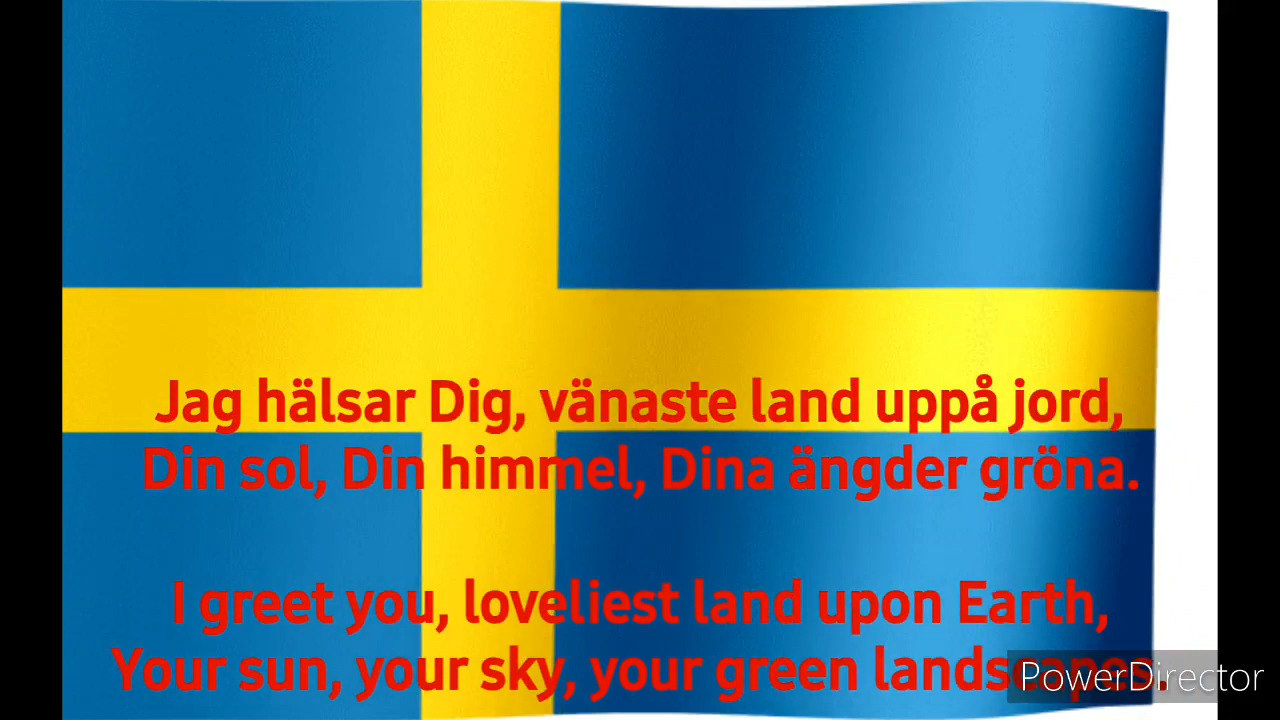 Jag hälsar Dig, vänaste land uppå jord,
Din sol, Din himmel, Dina ängder gröna.
I greet you, loveliest land upon Earth,
Your sun, your sky, your green landscapes.
PowerDirector